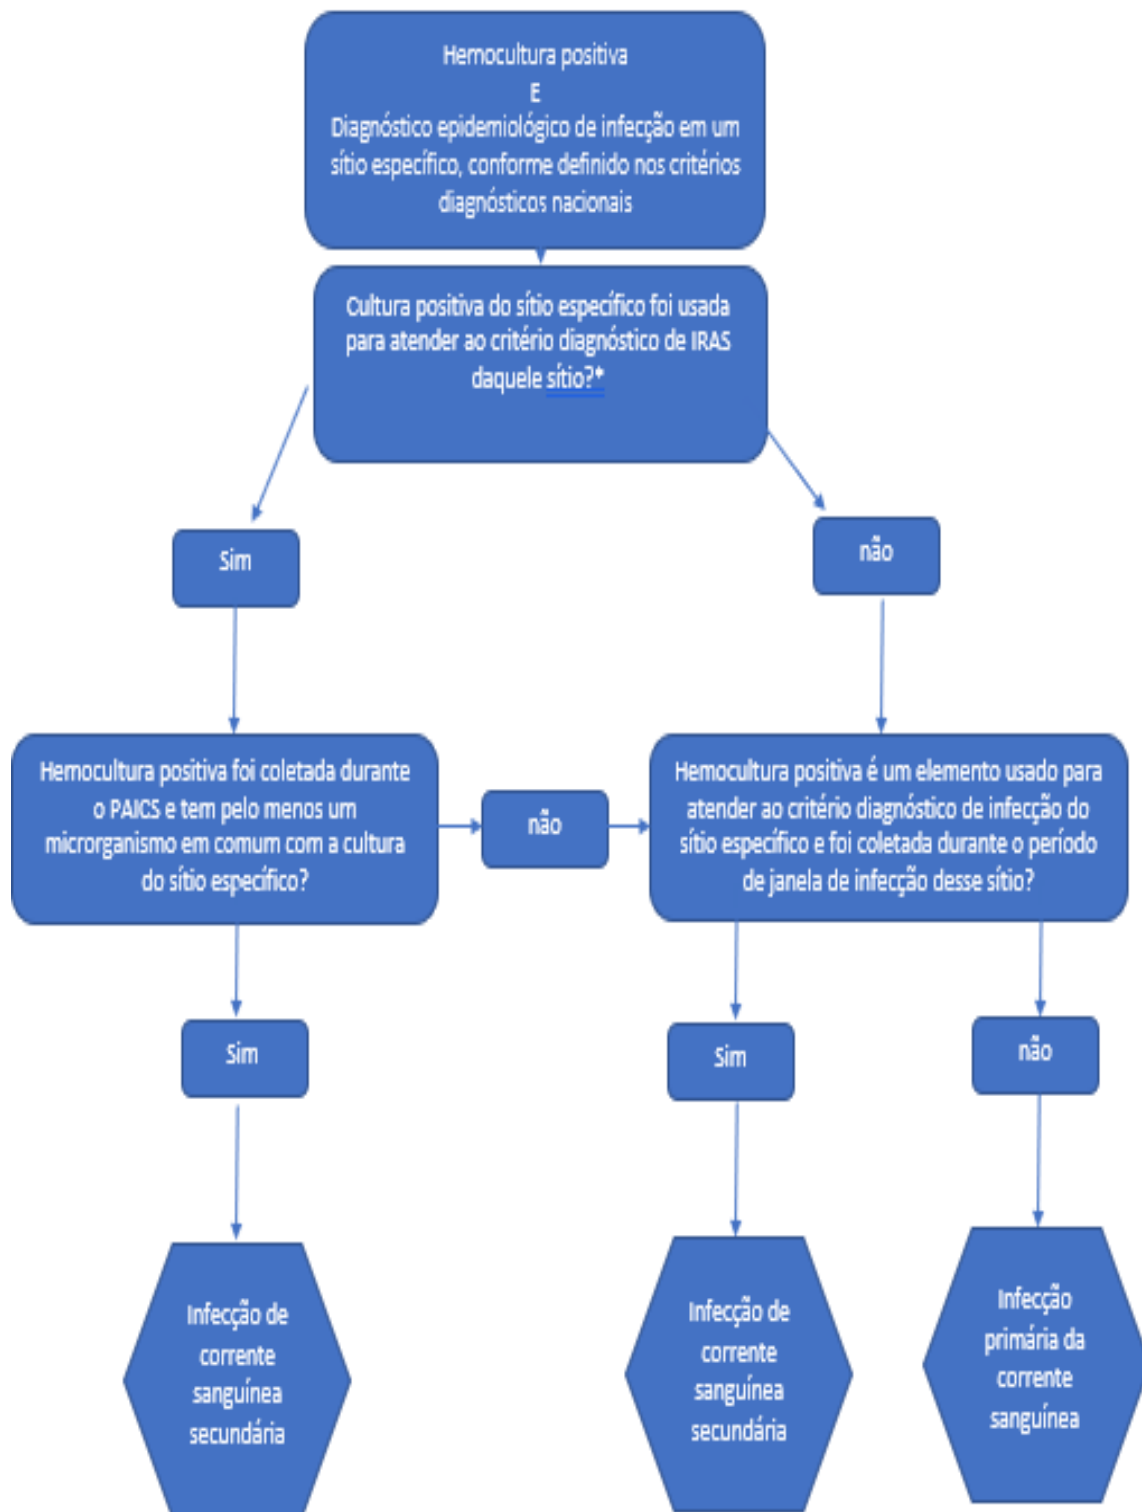 Hemocultura positiva
E
Diagnóstico epidemiológico de infecção em um
sítio específico, conforme definido nos critérios
diagnósticos nacionais
Cultura positiva do sítio específico foi usada
para atender ao critério diagnóstico de IRAS
daquele sítio?*
Sim
não
Hemocultura positiva foi coletada durante
o PAICS e tem pelo menos um
microrganismo em comum com a cultura
do sítio específico?
não
Hemocultura positiva é um elemento usado para
atender ao critério diagnóstico de infecção do
sítio específico e foi coletada durante o período
de janela de infecção desse sítio?
Sim
Sim
não
Infecção de
corrente
sanguínea
secundária
Infecção de
corrente
sanguínea
secundária
Infecção
primária da
corrente
sanguínea